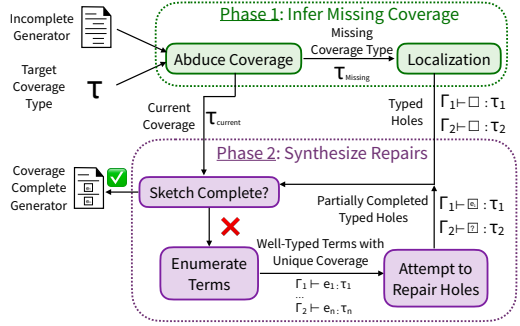 Phase 1: Infer Missing Coverage
Incomplete
Generator
Target
Coverage
Type
τ
Abduce Coverage
Missing
Coverage Type
τMissing
Localization
Current
Coverage
τcurrent
Typed
Holes
Γ1⊢□:τ1
Γ2⊢□:τ2
Phase 2: Synthesize Repairs
Coverage
Complete
Generator
Sketch Complete?
Partially Completed
Typed Holes
Γ1⊢e1:τ1
Γ2⊢?:τ2
Enumerate
Terms
Well-Typed Terms with
Unique Coverage
Γ1 ⊢ e1:τ1
...
Γ2 ⊢ en:τn
Attempt to
Repair Holes